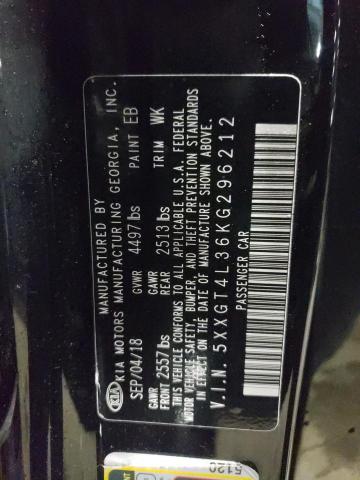 MANUFACTURED BY
KIA KIA MOTORS MANUFACTURING GEORGIA, INC.
SEP/04/18 GVWR 4497lbs PAINT EB
GAWR FRONT 2557lbs GAWR REAR 2513lbs TRIM WK
THIS VEHICLE CONFORMS TO ALL APPLICABLE U.S.A. FEDERAL
MOTOR VEHICLE SAFETY, BUMPER, AND THEFT PREVENTION STANDARDS
IN EFFECT ON THE DATE OF MANUFACTURE SHOWN ABOVE.
V.I.N. 5XXGT4L36KG296212
PASSENGER CAR
5120